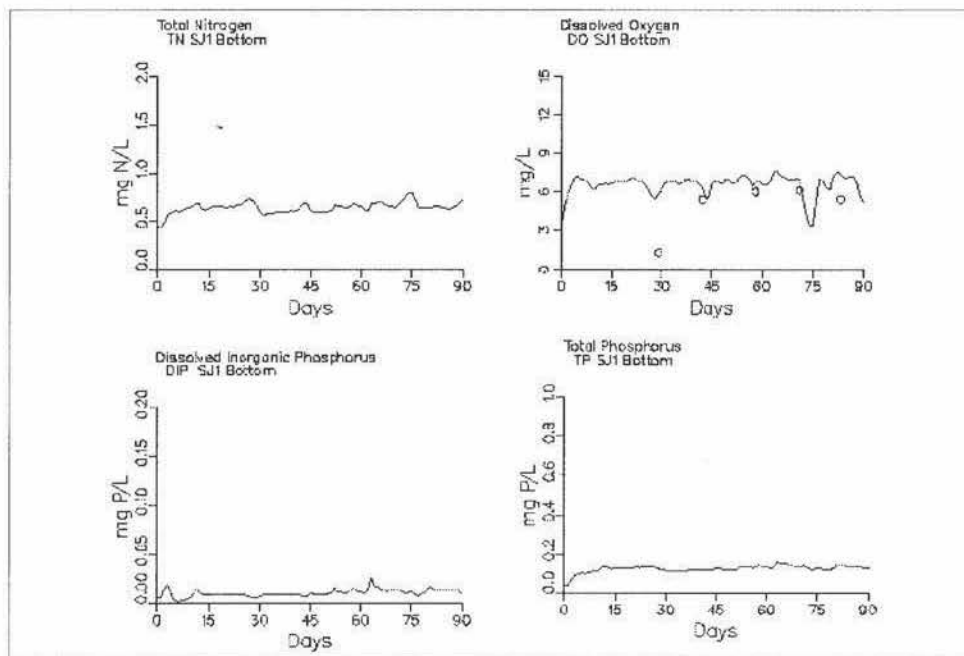 Total Nitrogen
TN SJ1 Bottom
2.0
1.5
1.0
0.5
0.0
mg N/L
0 15 30 45 60 75 90
Days
Dissolved Oxygen
DO SJ1 Bottom
15
12
9
6
3
0
mg/L
0 15 30 45 60 75 90
Days
Dissolved Inorganic Phosphorus
DIP SJ1 Bottom
0.20
0.15
0.10
0.05
0.00
mg P/L
0 15 30 45 60 75 90
Days
Total Phosphorus
TP SJ1 Bottom
1.0
0.8
0.6
0.4
0.2
0.0
mg P/L
0 15 30 45 60 75 90
Days